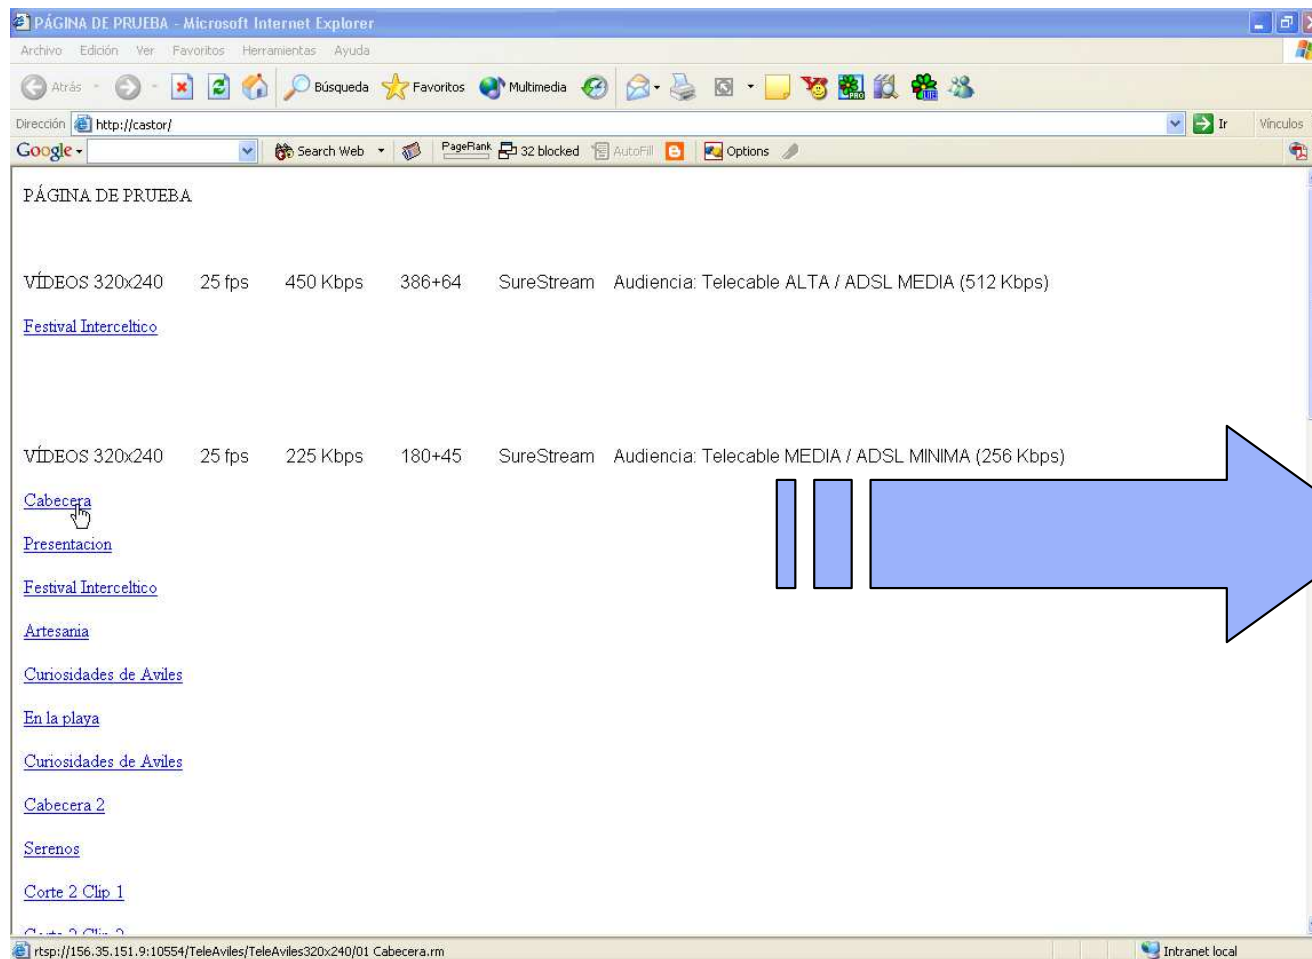 PÁGINA DE PRUEBA - Microsoft Internet Explorer
Archivo Edición Ver Favoritos Herramientas Ayuda
Atrás Búsqueda Favoritos Multimedia
Dirección http://castor/ Ir Vínculos
Google Search Web PageRank 32 blocked AutoFill Options
PÁGINA DE PRUEBA
VÍDEOS 320x240 25 fps 450 Kbps 386+64 SureStream Audiencia: Telecable ALTA / ADSL MEDIA (512 Kbps)
Festival Interceltico
VÍDEOS 320x240 25 fps 225 Kbps 180+45 SureStream Audiencia: Telecable MEDIA / ADSL MINIMA (256 Kbps)
Cabecera
Presentacion
Festival Interceltico
Artesania
Curiosidades de Aviles
En la playa
Curiosidades de Aviles
Cabecera 2
Serenos
Corte 2 Clip 1
rtsp://156.35.151.9:10554/TeleAviles/TeleAviles320x240/01 Cabecera.rm Intranet local